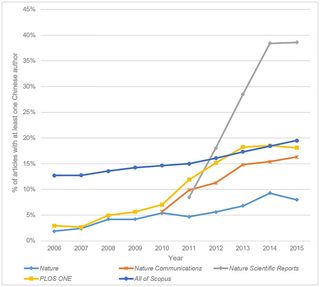 % of articles with at least one Chinese author
45%
40%
35%
30%
25%
20%
15%
10%
5%
0%
2006 2007 2008 2009 2010 2011 2012 2013 2014 2015
Year
Nature Nature Communications Nature Scientific Reports
PLOS ONE All of Scopus